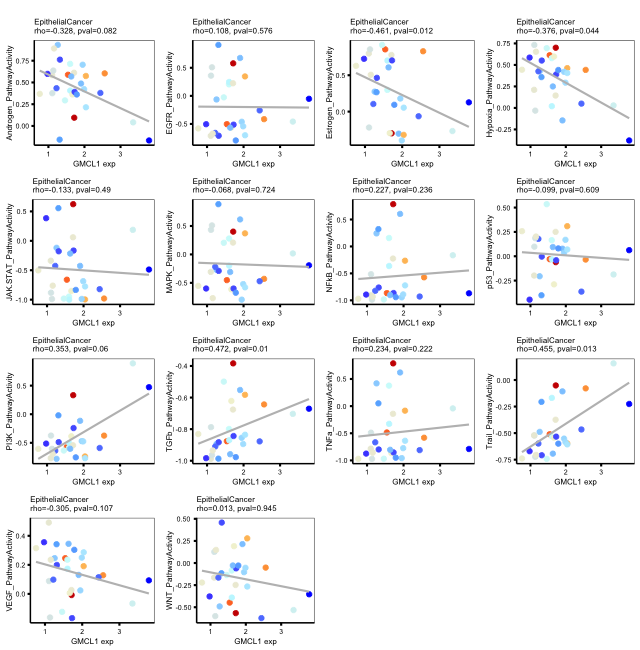 EpithelialCancer
rho=-0.328, pval=0.082
Androgen_PathwayActivity
0.75
0.50
0.25
0.00
1
2
3
GMCL1 exp
EpithelialCancer
rho=0.108, pval=0.576
EGFR_PathwayActivity
0.5
0.0
-0.5
1
2
3
GMCL1 exp
EpithelialCancer
rho=-0.461, pval=0.012
Estrogen_PathwayActivity
0.5
0.0
1
2
3
GMCL1 exp
EpithelialCancer
rho=-0.376, pval=0.044
Hypoxia_PathwayActivity
0.75
0.50
0.25
0.00
-0.25
1
2
3
GMCL1 exp
EpithelialCancer
rho=-0.133, pval=0.49
JAK-STAT_PathwayActivity
0.5
0.0
-0.5
-1.0
1
2
3
GMCL1 exp
EpithelialCancer
rho=-0.068, pval=0.724
MAPK_PathwayActivity
0.5
0.0
-0.5
1
2
3
GMCL1 exp
EpithelialCancer
rho=0.227, pval=0.236
NFkB_PathwayActivity
0.5
0.0
-0.5
-1.0
1
2
3
GMCL1 exp
EpithelialCancer
rho=-0.099, pval=0.609
p53_PathwayActivity
0.50
0.25
0.00
-0.25
1
2
3
GMCL1 exp
EpithelialCancer
rho=0.353, pval=0.06
PI3K_PathwayActivity
0.5
0.0
-0.5
1
2
3
GMCL1 exp
EpithelialCancer
rho=0.472, pval=0.01
TGFb_PathwayActivity
-0.4
-0.6
-0.8
-1.0
1
2
3
GMCL1 exp
EpithelialCancer
rho=0.234, pval=0.222
TNFa_PathwayActivity
0.5
0.0
-0.5
-1.0
1
2
3
GMCL1 exp
EpithelialCancer
rho=0.455, pval=0.013
Trail_PathwayActivity
0.00
-0.25
-0.50
-0.75
1
2
3
GMCL1 exp
EpithelialCancer
rho=-0.305, pval=0.107
VEGF_PathwayActivity
0.4
0.2
0.0
1
2
3
GMCL1 exp
EpithelialCancer
rho=0.013, pval=0.945
WNT_PathwayActivity
0.50
0.25
0.00
-0.25
-0.50
1
2
3
GMCL1 exp